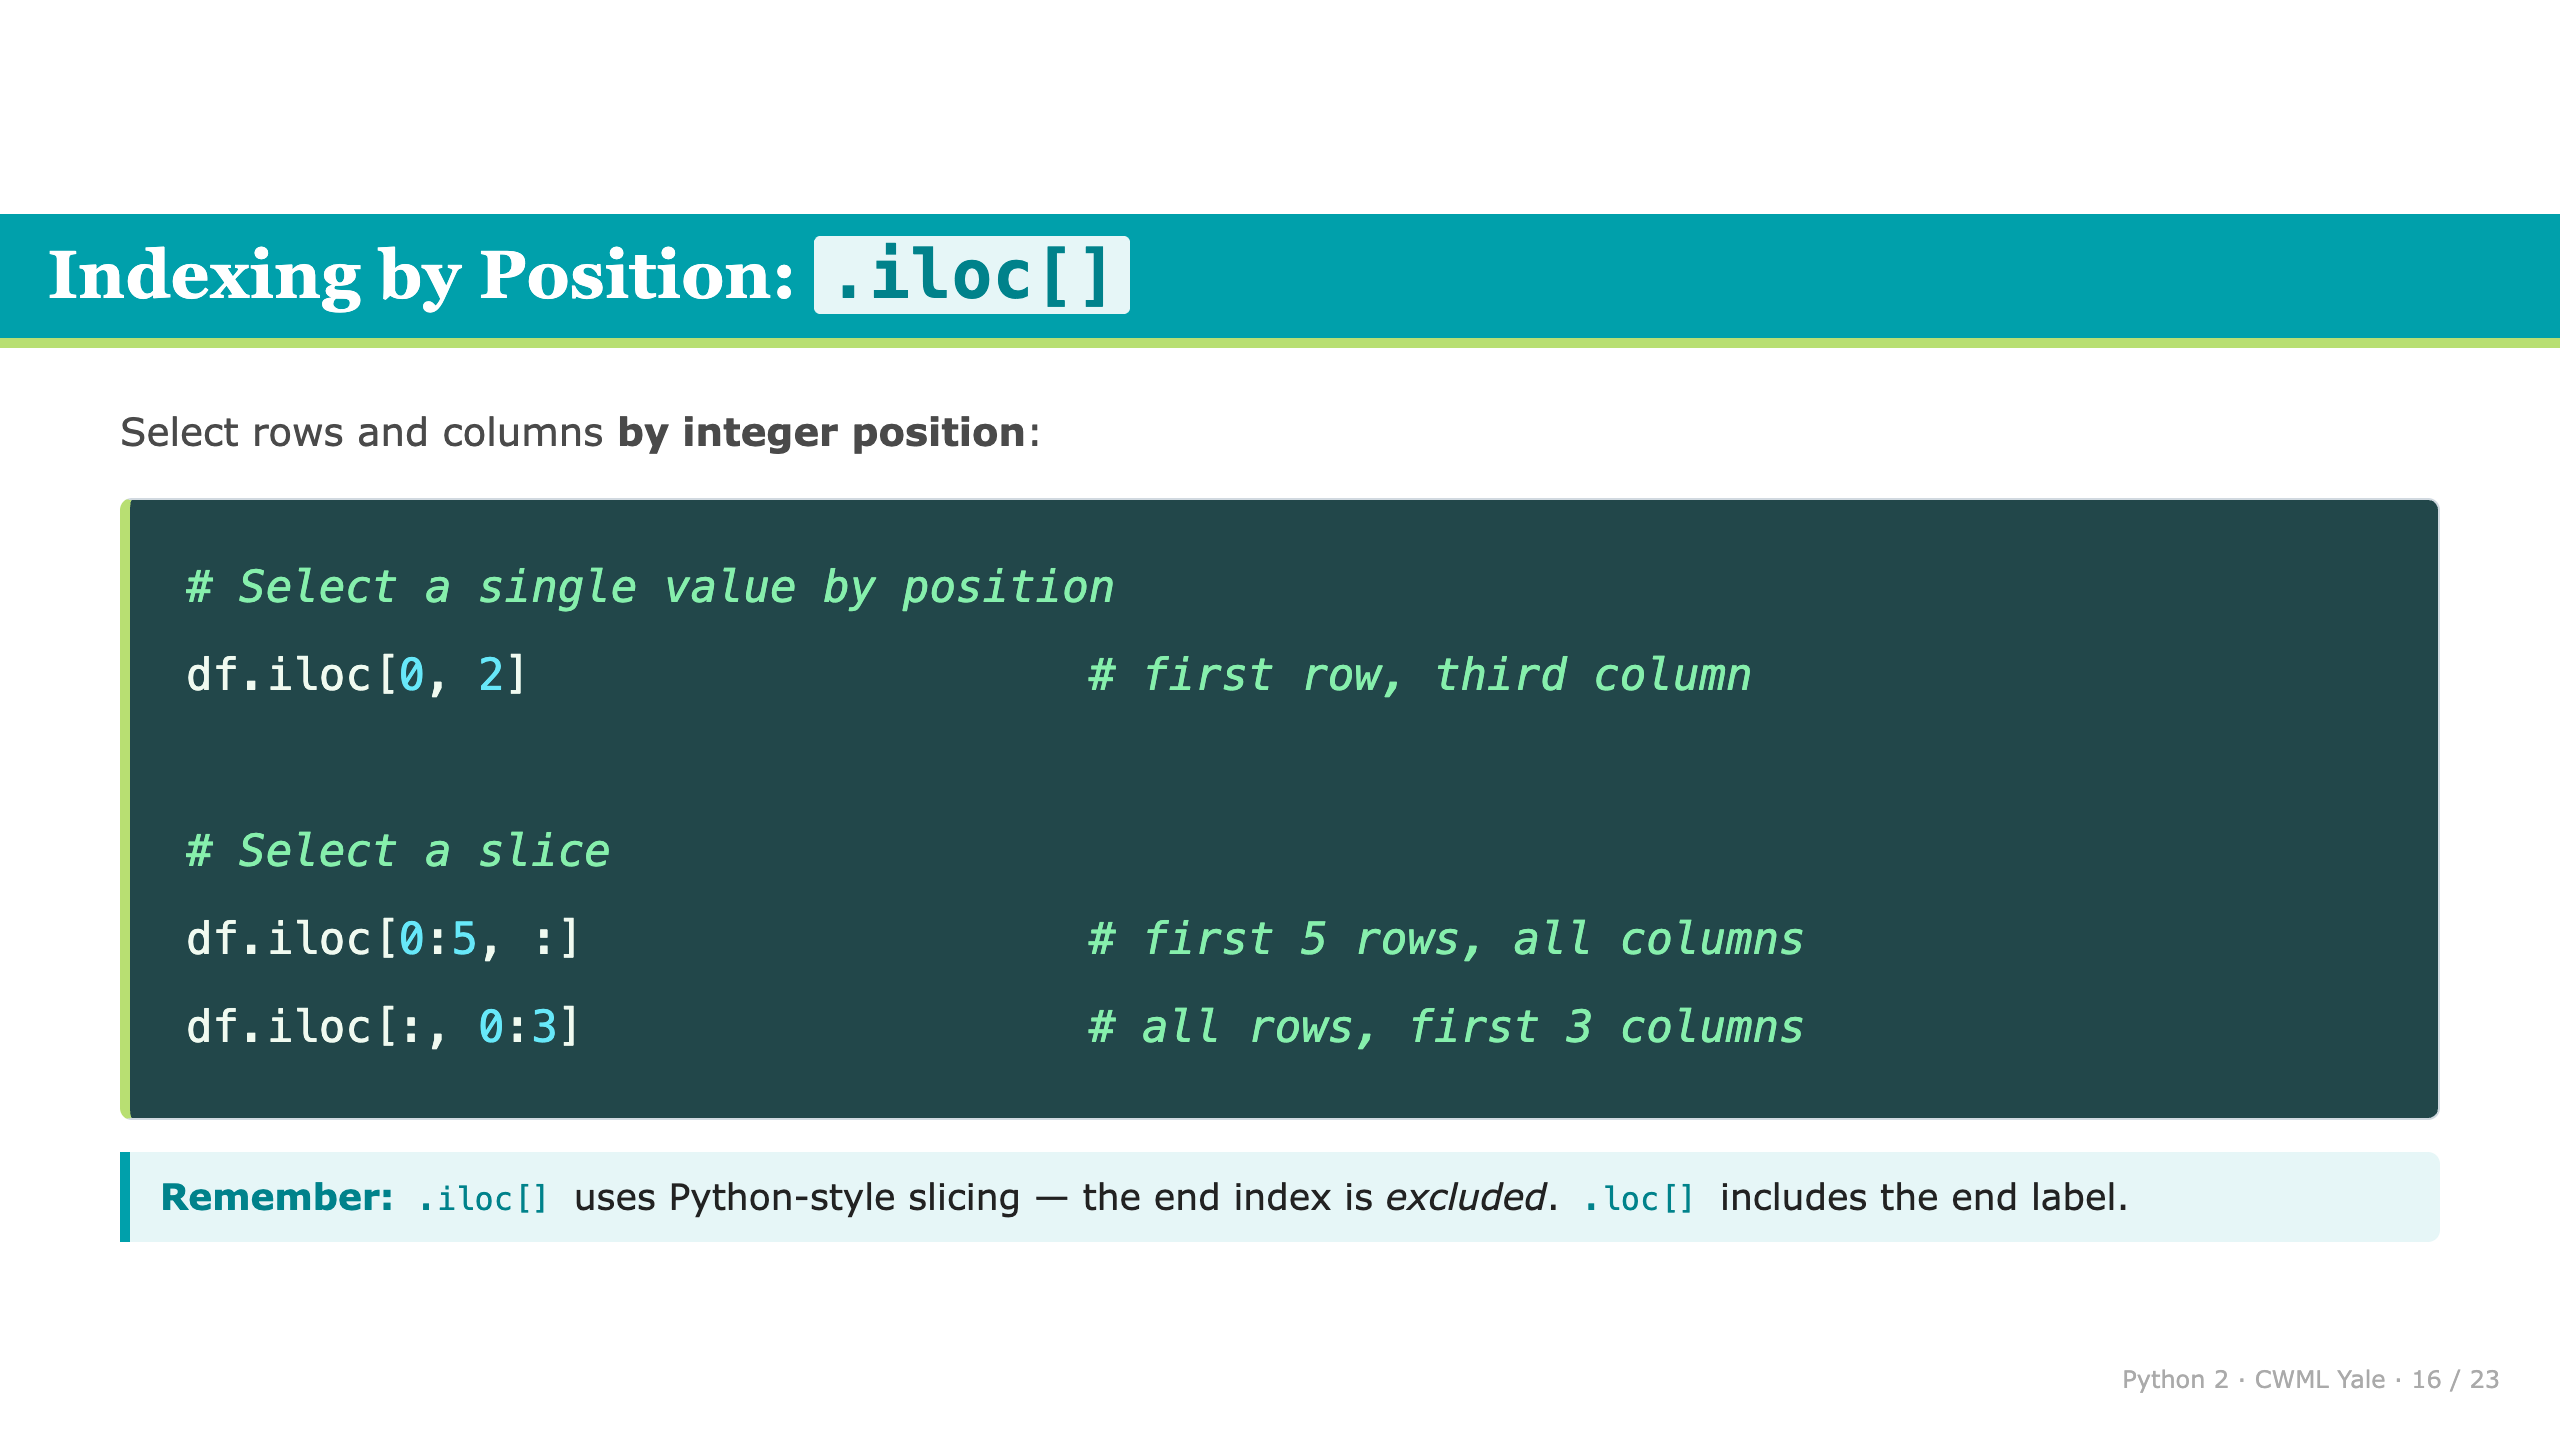 Indexing by Position: .iloc[]
Select rows and columns by integer position:
# Select a single value by position
df.iloc[0, 2]                     # first row, third column
# Select a slice
df.iloc[0:5, :]                   # first 5 rows, all columns
df.iloc[:, 0:3]                   # all rows, first 3 columns
Remember: .iloc[] uses Python-style slicing — the end index is excluded. .loc[] includes the end label.
Python 2 · CWML Yale · 16 / 23